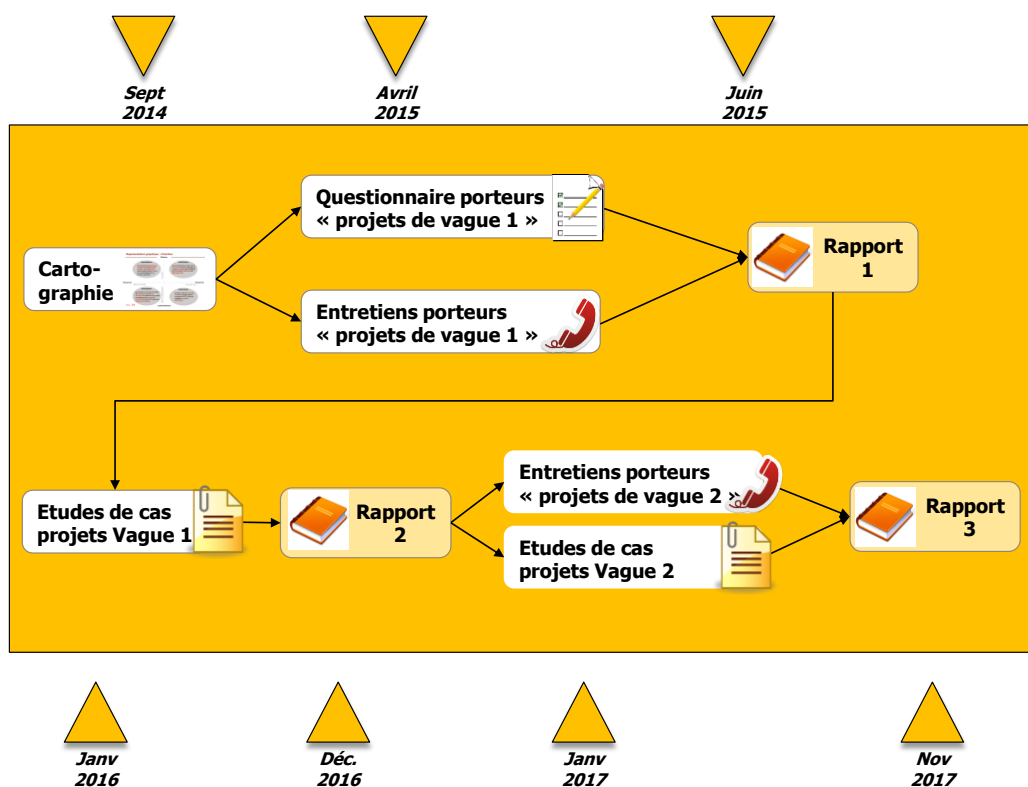 Sept
2014
Avril
2015
Juin
2015
Questionnaire porteurs
« projets de vague 1 »
Carto-
graphie
Rapport
1
Entretiens porteurs
« projets de vague 1 »
Entretiens porteurs
« projets de vague 2 »
Etudes de cas
projets Vague 1
Rapport
2
Rapport
3
Etudes de cas
projets Vague 2
Janv
2016
Déc.
2016
Janv
2017
Nov
2017